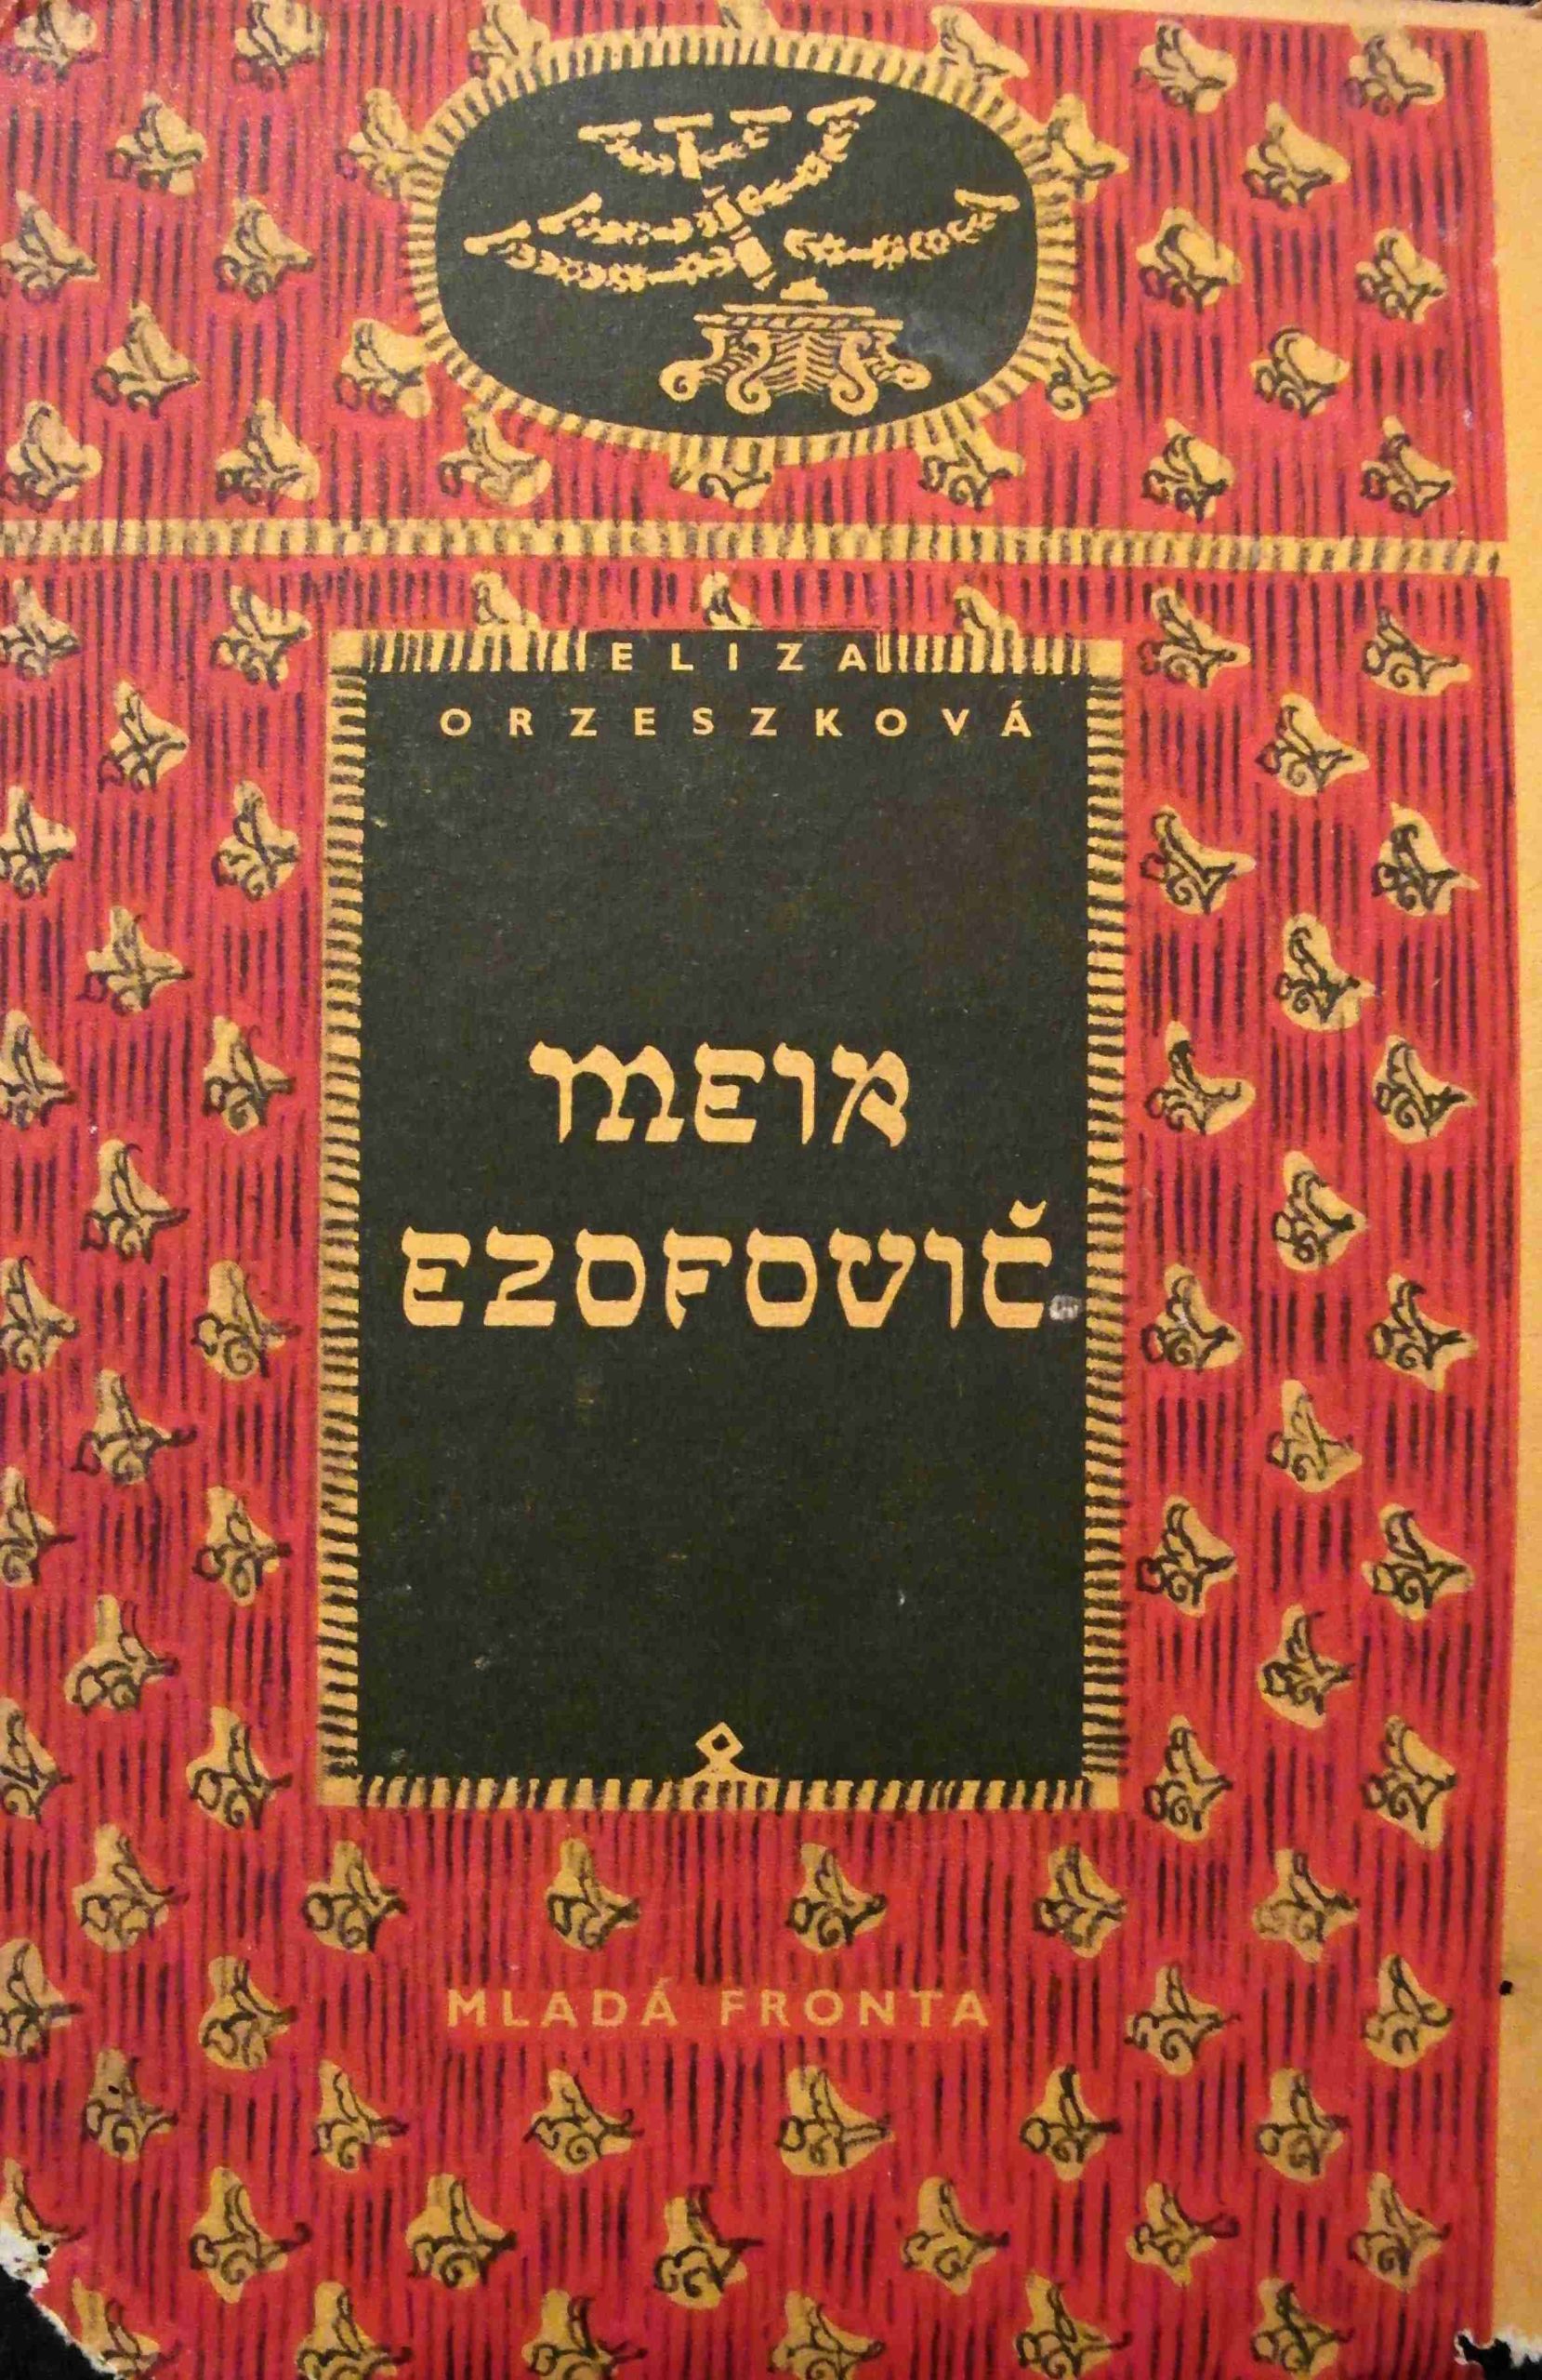 ELIZA
ORZESZKOVÁ
MEIR
EZOFOVIČ
MLADÁ FRONTA